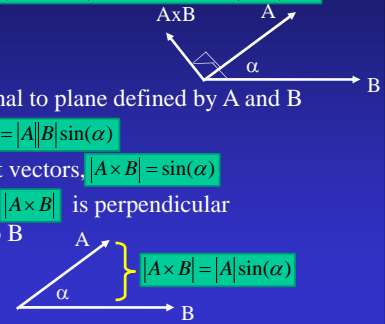 AxB A
α
B
nal to plane defined by A and B
=|A||B|sin(α)
t vectors, |A×B|=sin(α)
|A×B| is perpendicular
B
A
|A×B|=|A|sin(α)
α
B